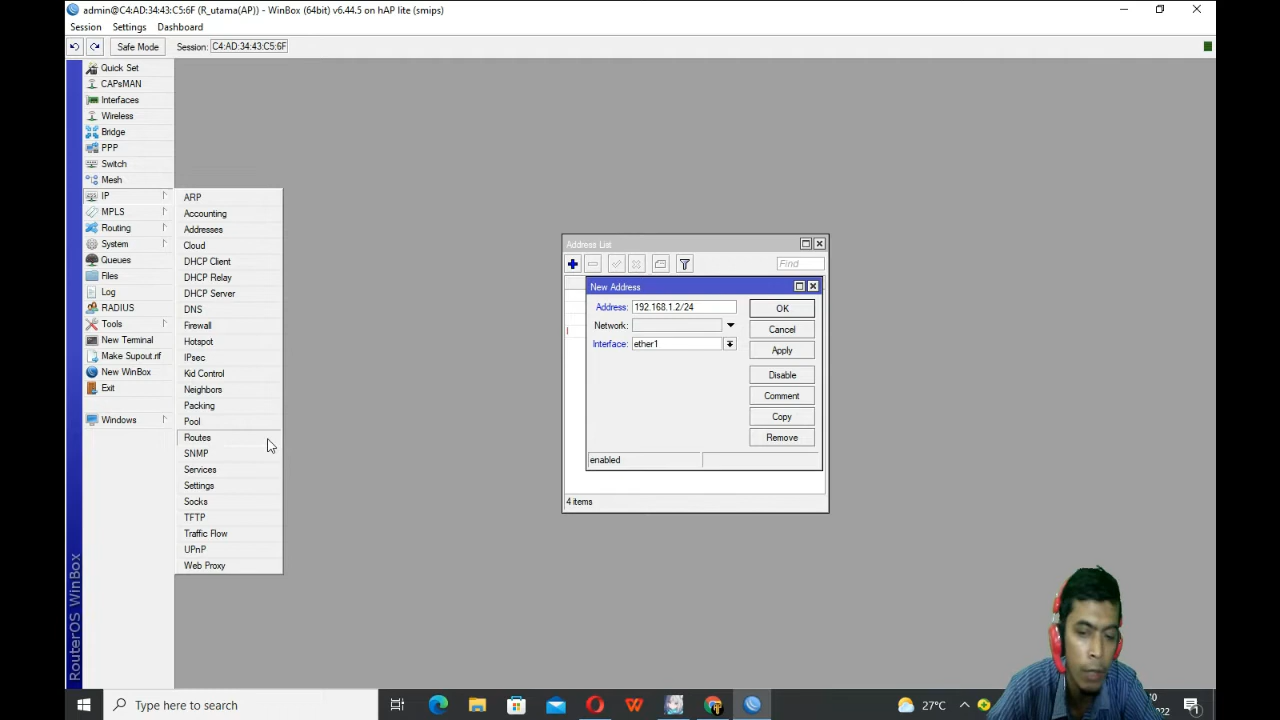 admin@C4:AD:34:43:C5:6F (R_utama(AP)) - WinBox (64bit) v6.44.5 on hAP lite (smips)
Session Settings Dashboard
Safe Mode Session: C4:AD:34:43:C5:6F
Quick Set
CAPsMAN
Interfaces
Wireless
Bridge
PPP
Switch
Mesh
IP
MPLS
Routing
System
Queues
Files
Log
RADIUS
Tools
New Terminal
Make Supout.rif
New WinBox
Exit
Windows
RouterOS WinBox
ARP
Accounting
Addresses
Cloud
DHCP Client
DHCP Relay
DHCP Server
DNS
Firewall
Hotspot
IPsec
Kid Control
Neighbors
Packing
Pool
Routes
SNMP
Services
Settings
Socks
TFTP
Traffic Flow
UPnP
Web Proxy
Address List
Find
New Address
Address: 192.168.1.2/24
Network:
Interface: ether1
OK
Cancel
Apply
Disable
Comment
Copy
Remove
enabled
4 items
Type here to search
27°C
1